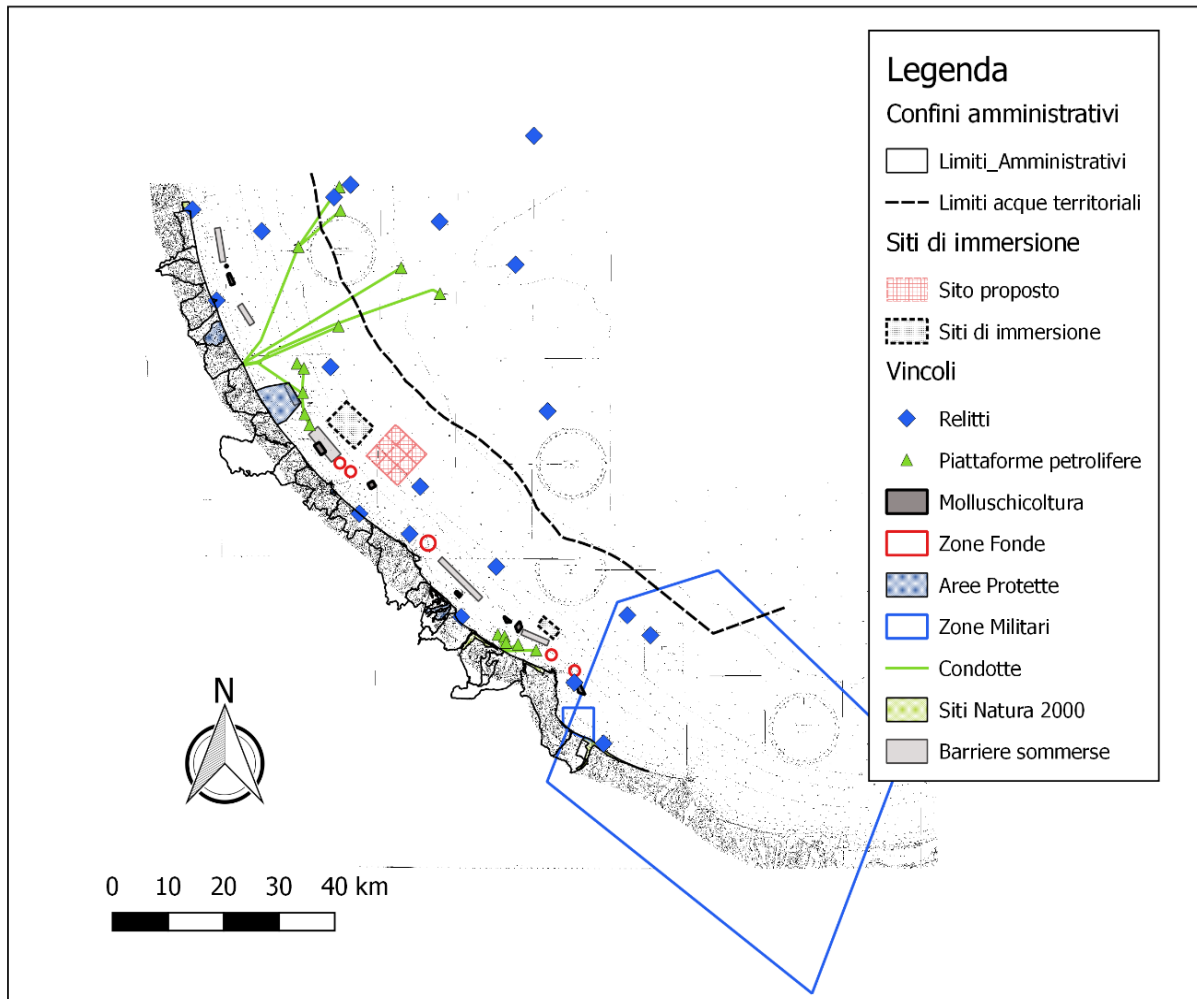 Legenda
Confini amministrativi
Limiti_Amministrativi
Limiti acque territoriali
Siti di immersione
Sito proposto
Siti di immersione
Vincoli
Relitti
Piattaforme petrolifere
Molluschicoltura
Zone Fonde
Aree Protette
Zone Militari
Condotte
Siti Natura 2000
Barriere sommerse
N
0 10 20 30 40 km